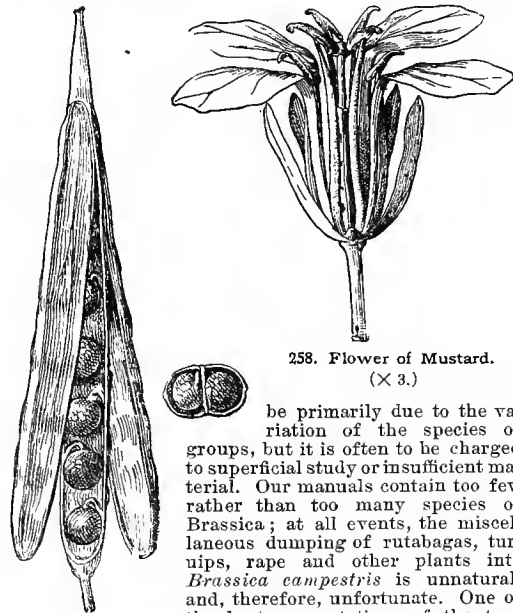 258. Flower of Mustard.
(× 3.)
be primarily due to the va
riation of the species o
groups, but it is often to be charged
to superficial study or insufficient ma
terial. Our manuals contain too few
rather than too many species o
Brassica; at all events, the miscel
laneous dumping of rutabagas, tur
nips, rape and other plants int
Brassica campestris is unnatural
and, therefore, unfortunate. One o